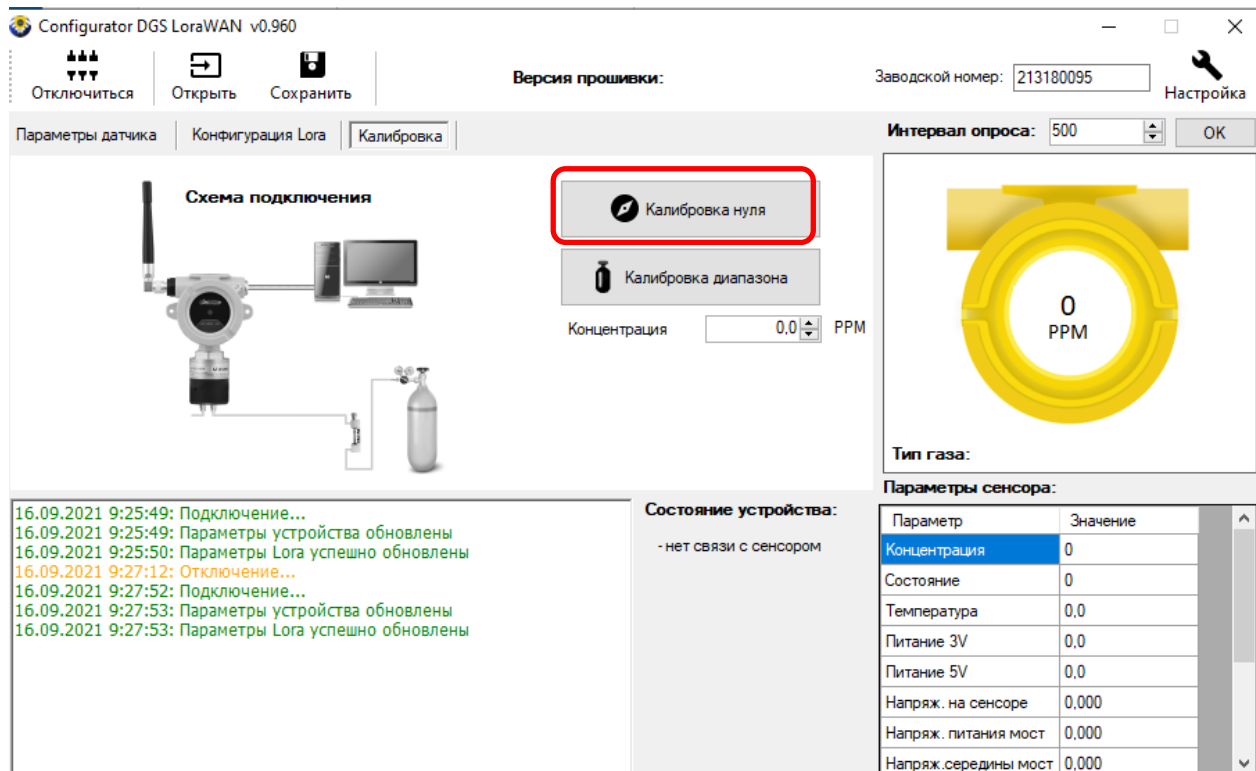 Configurator DGS LoraWAN v0.960
Отключиться
Открыть
Сохранить
Версия прошивки:
Заводской номер: 213180095
Настройка
Параметры датчика
Конфигурация Lora
Калибровка
Интервал опроса: 500
OK
Схема подключения
Калибровка нуля
Калибровка диапазона
Концентрация 0,0 PPM
0
PPM
Тип газа:
16.09.2021 9:25:49: Подключение...
16.09.2021 9:25:49: Параметры устройства обновлены
16.09.2021 9:25:50: Параметры Lora успешно обновлены
16.09.2021 9:27:12: Отключение...
16.09.2021 9:27:52: Подключение...
16.09.2021 9:27:53: Параметры устройства обновлены
16.09.2021 9:27:53: Параметры Lora успешно обновлены
Состояние устройства:
- нет связи с сенсором
Параметры сенсора:
Параметр Значение
Концентрация 0
Состояние 0
Температура 0,0
Питание 3V 0,0
Питание 5V 0,0
Напряж. на сенсоре 0,000
Напряж. питания мост 0,000
Напряж.середины мост 0,000